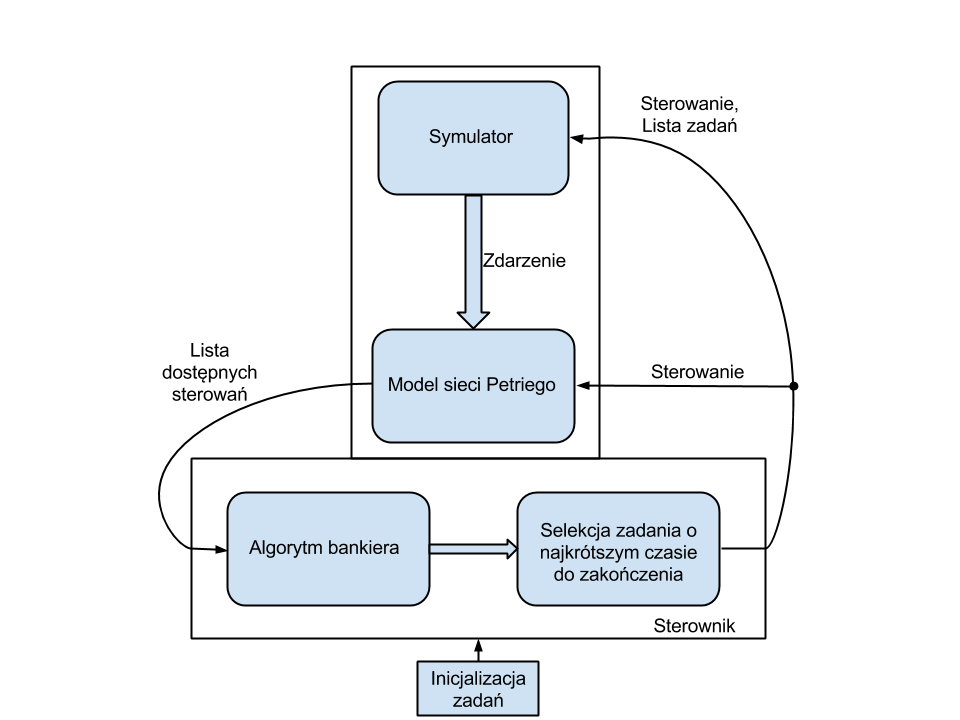 Symulator
Sterowanie,
Lista zadań
Zdarzenie
Lista
dostępnych
sterowań
Model sieci Petriego
Sterowanie
Algorytm bankiera
Selekcja zadania o
najkrótszym czasie
do zakończenia
Sterownik
Inicjalizacja
zadań